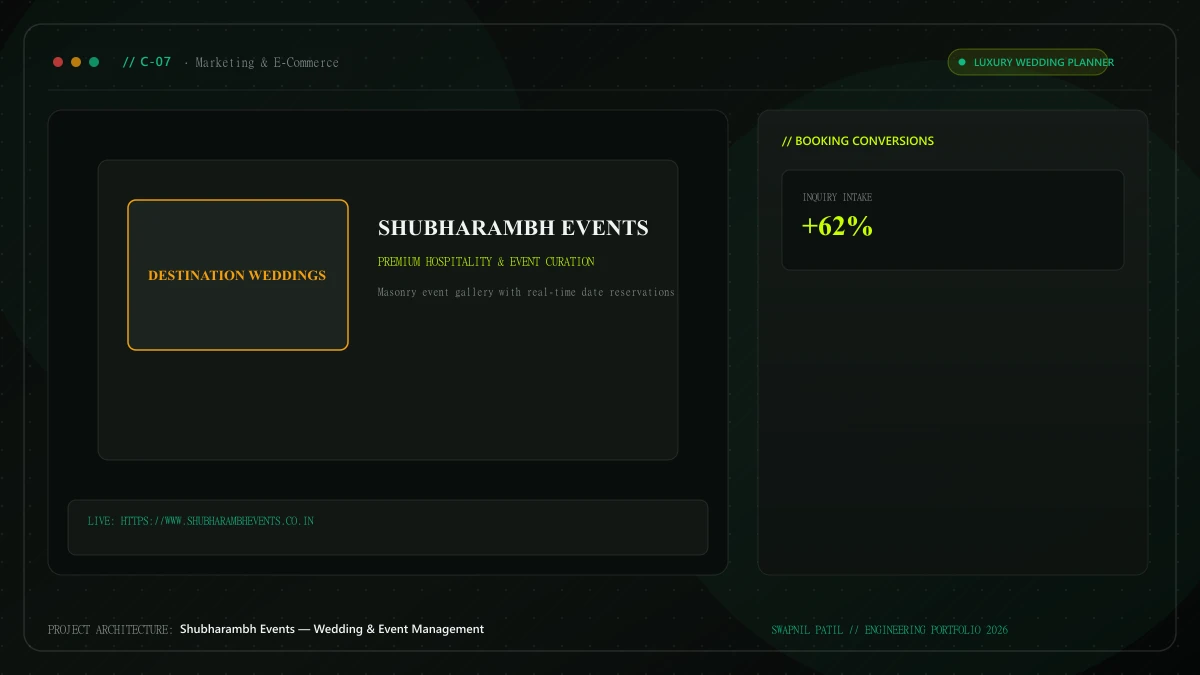 // C-07 · Marketing & E-Commerce
LUXURY WEDDING PLANNER
DESTINATION WEDDINGS
SHUBHARAMBH EVENTS
PREMIUM HOSPITALITY & EVENT CURATION
Masonry event gallery with real-time date reservations
LIVE: HTTPS://WWW.SHUBHARAMBHEVENTS.CO.IN
// BOOKING CONVERSIONS
INQUIRY INTAKE
+62%
PROJECT ARCHITECTURE: Shubharambh Events — Wedding & Event Management
SWAPNIL PATIL // ENGINEERING PORTFOLIO 2026